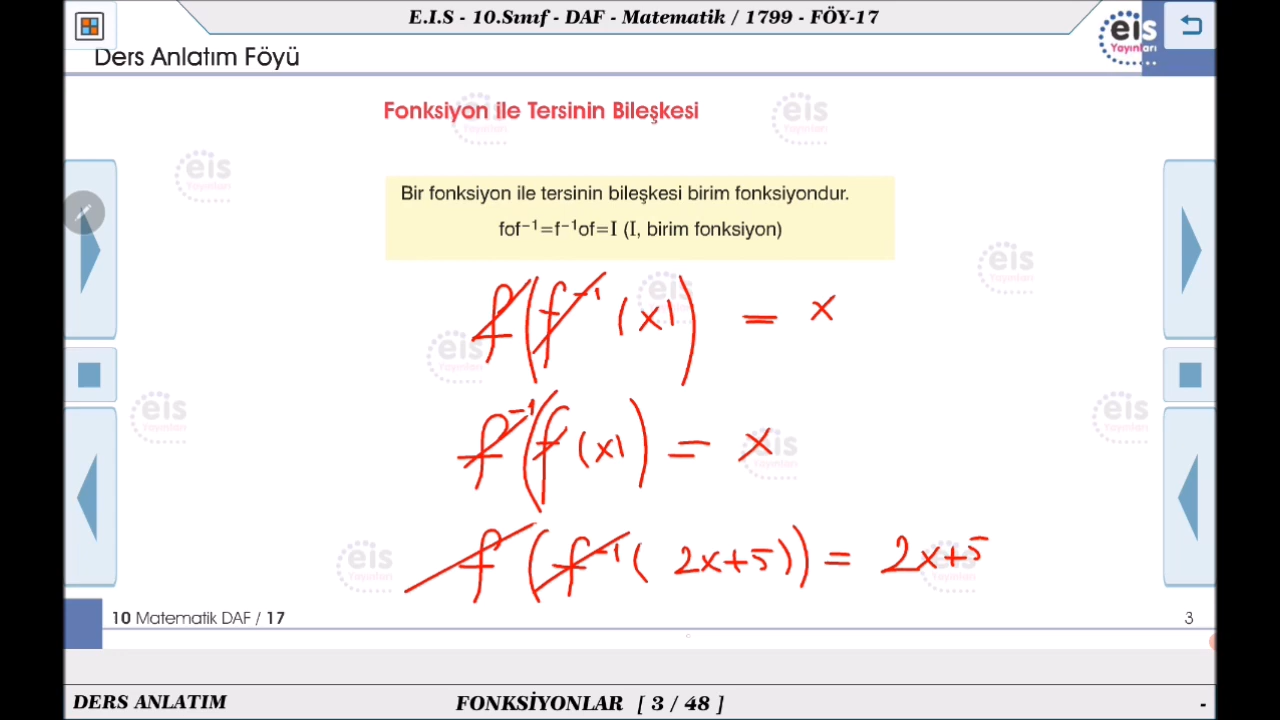 E.I.S - 10.Sınıf - DAF - Matematik / 1799 - FÖY-17
Ders Anlatım Föyü
eis
Yayınları
Fonksiyon ile Tersinin Bileşkesi
Bir fonksiyon ile tersinin bileşkesi birim fonksiyondur.
fof⁻¹=f⁻¹of=I (I, birim fonksiyon)
f(f⁻¹(x)) = x
f⁻¹(f(x)) = x
f(f⁻¹(2x+5)) = 2x+5
10 Matematik DAF / 17
3
DERS ANLATIM
FONKSİYONLAR [ 3 / 48 ]
-